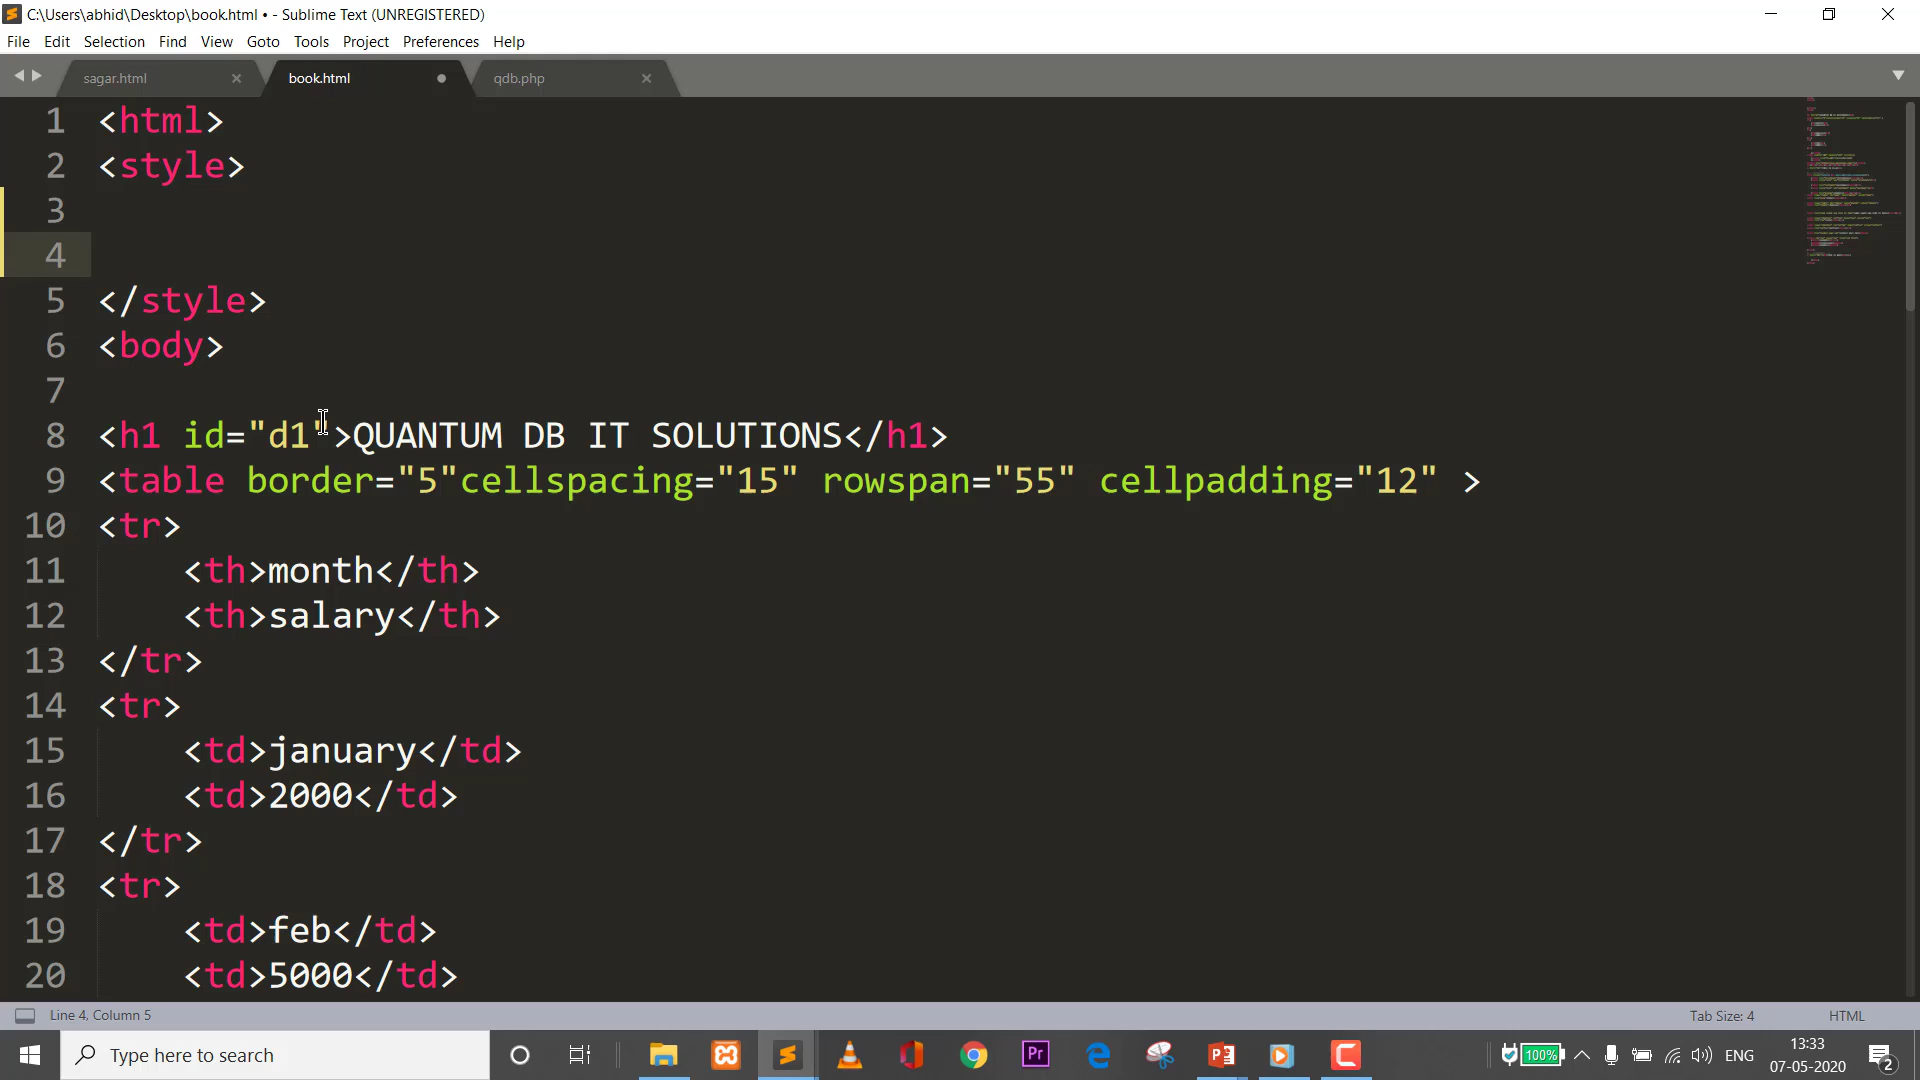 C:\Users\abhid\Desktop\book.html • - Sublime Text (UNREGISTERED)
File Edit Selection Find View Goto Tools Project Preferences Help
sagar.html book.html qdb.php
1 <html>
2 <style>
3
4
5 </style>
6 <body>
7
8 <h1 id="d1">QUANTUM DB IT SOLUTIONS</h1>
9 <table border="5"cellspacing="15" rowspan="55" cellpadding="12" >
10 <tr>
11 <th>month</th>
12 <th>salary</th>
13 </tr>
14 <tr>
15 <td>january</td>
16 <td>2000</td>
17 </tr>
18 <tr>
19 <td>feb</td>
20 <td>5000</td>
Line 4, Column 5 Tab Size: 4 HTML
Type here to search
100% ENG
13:33
07-05-2020
2